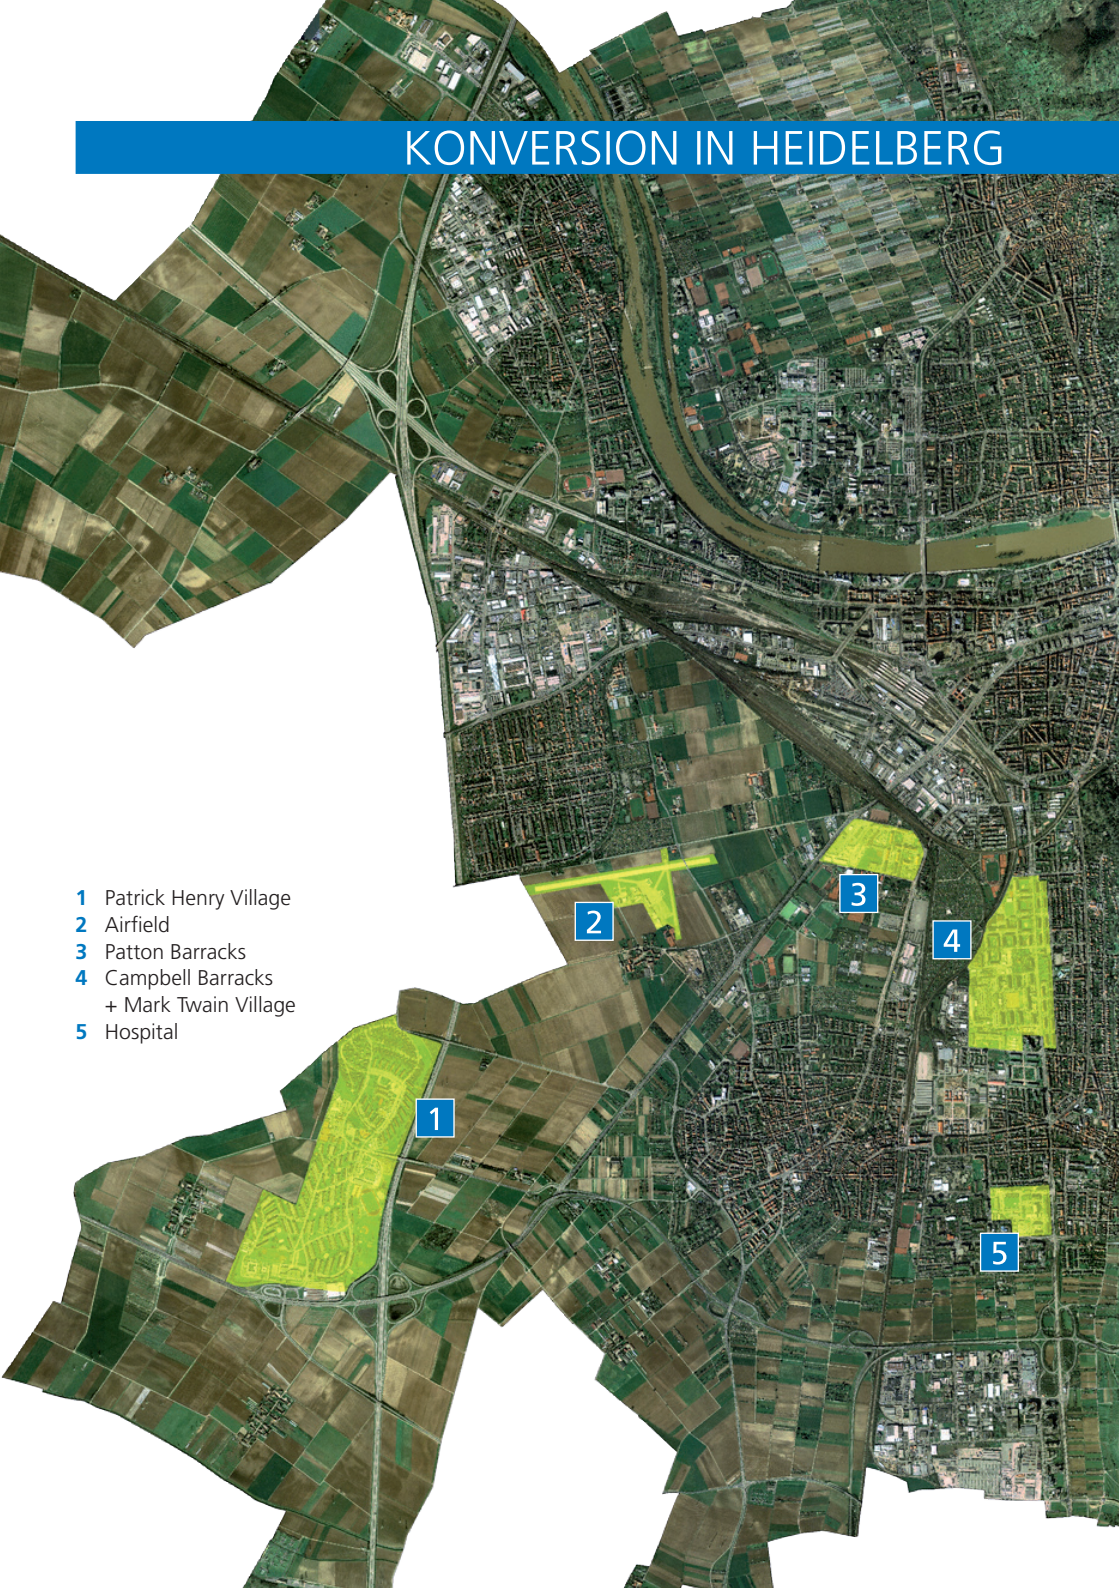 KONVERSION IN HEIDELBERG
1 Patrick Henry Village
2 Airfield
3 Patton Barracks
4 Campbell Barracks
+ Mark Twain Village
5 Hospital
3
2
4
1
5